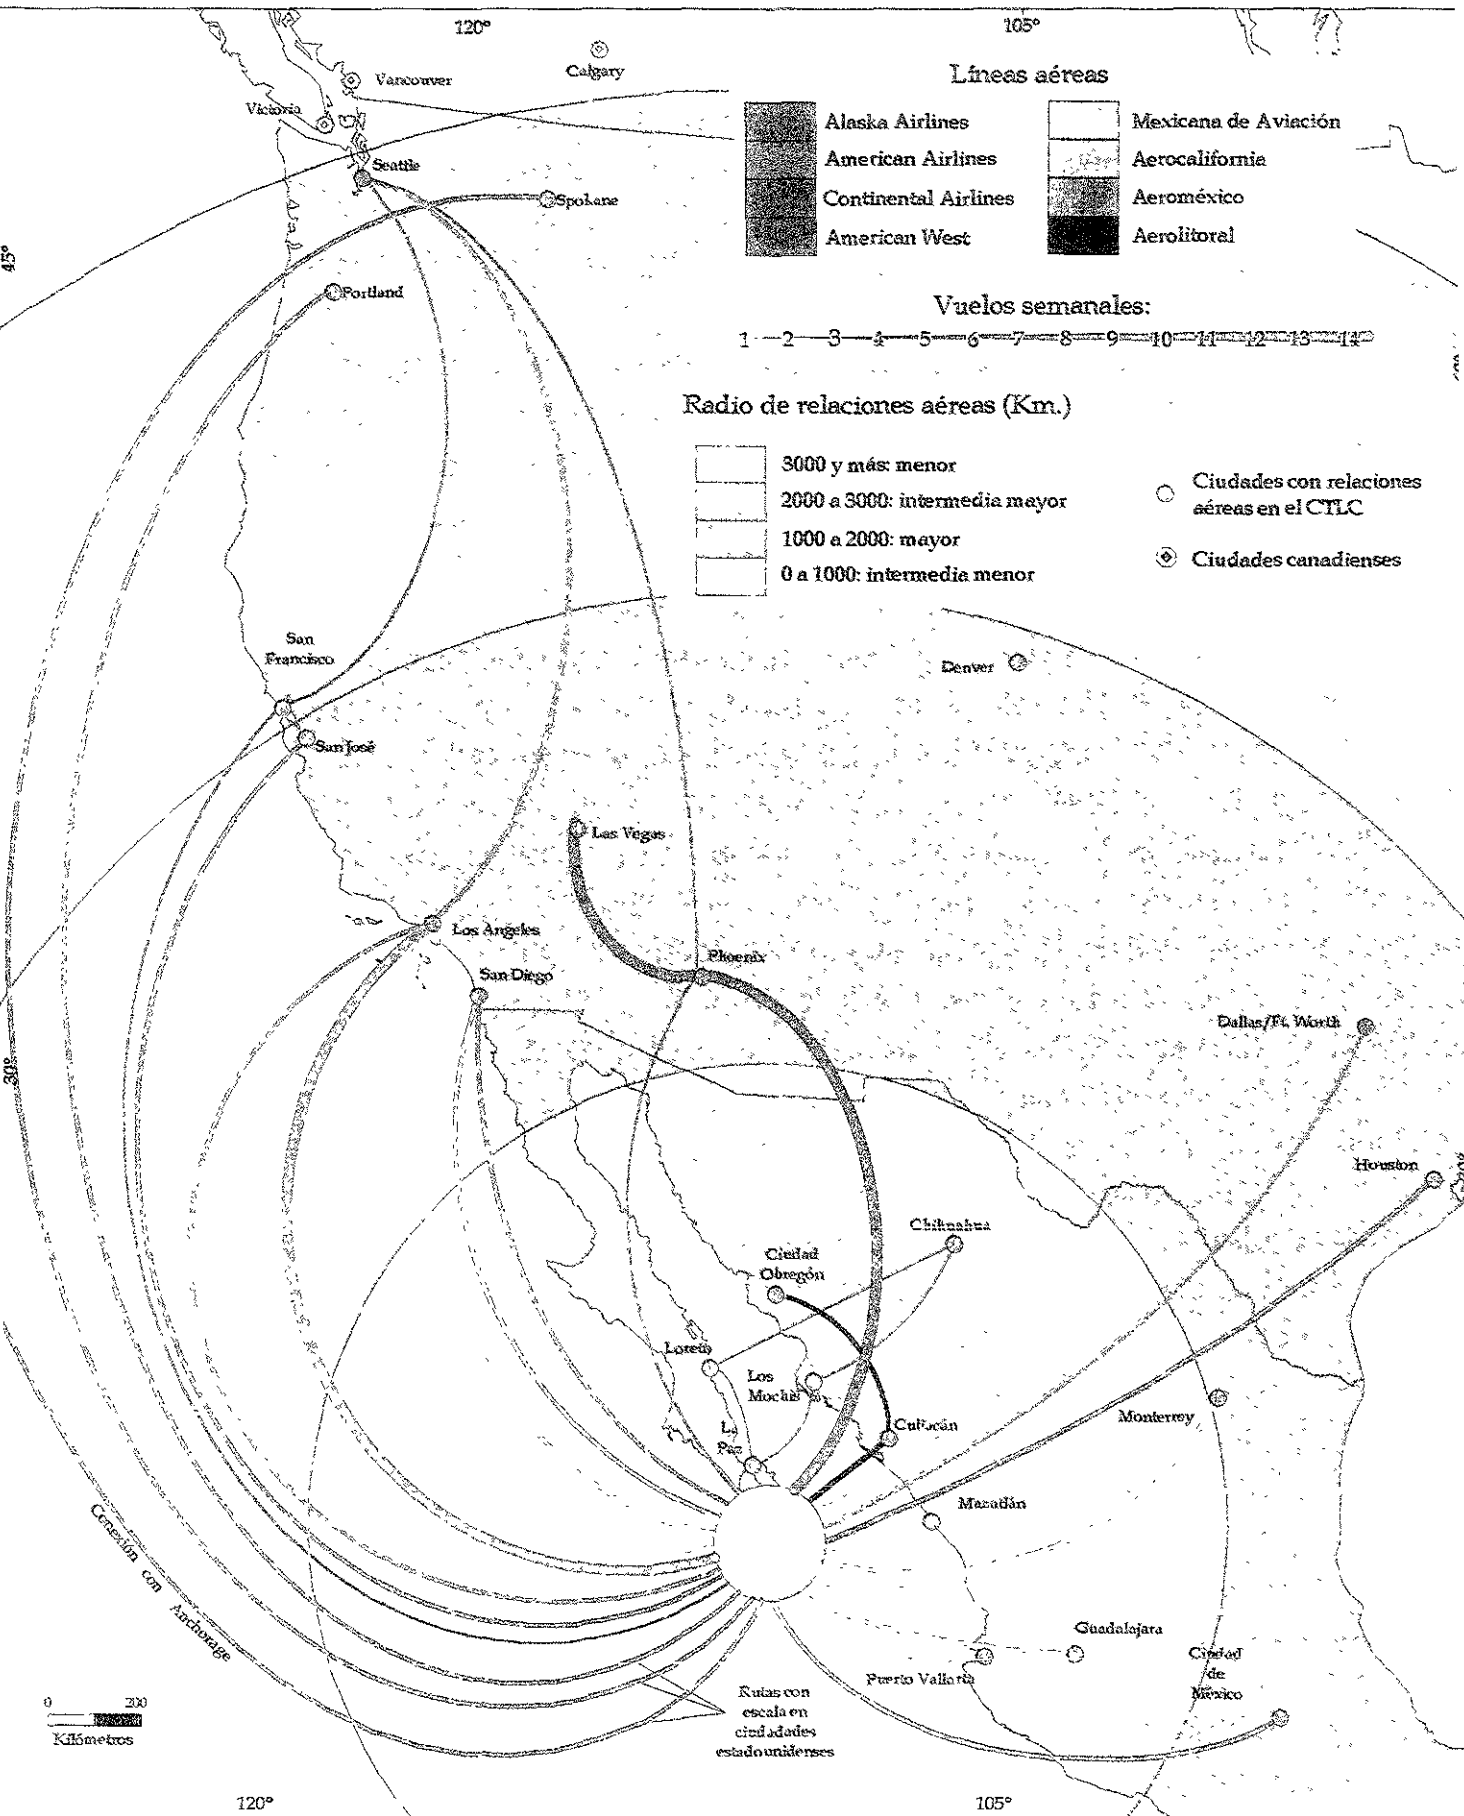 120°
105°
Calgary
Vancouver
Victoria
Seattle
Spokane
45°
Portland
Líneas aéreas
Alaska Airlines
American Airlines
Continental Airlines
American West
Mexicana de Aviación
Aerocalifornia
Aeroméxico
Aerolitoral
Vuelos semanales:
1 2 3 4 5 6 7 8 9 10 11 12 13 14
Radio de relaciones aéreas (Km.)
3000 y más: menor
2000 a 3000: intermedia mayor
1000 a 2000: mayor
0 a 1000: intermedia menor
Ciudades con relaciones
aéreas en el CTLC
Ciudades canadienses
San
Francisco
San José
Denver
Las Vegas
Los Angeles
Phoenix
San Diego
Dallas/Ft. Worth
30°
Houston
Chihuahua
Ciudad
Obregón
Loreto
Los
Mochis
La
Paz
Culiacán
Monterrey
Mazatlán
Conexión con Anchorage
Guadalajara
Puerto Vallarta
Ciudad
de
México
Rutas con
escala en
ciudadades
estadounidenses
0 200
Kilómetros
120°
105°